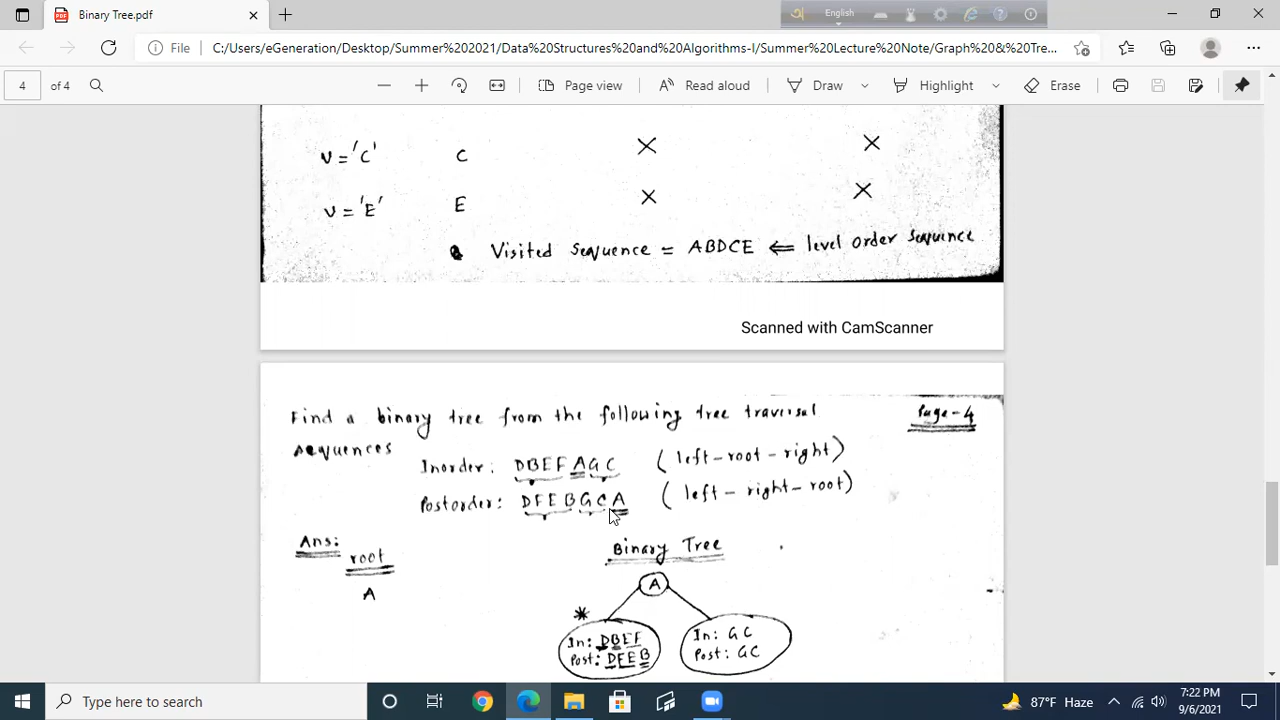 Binary Tree.pdf
English
File
C:/Users/eGeneration/Desktop/Summer%202021/Data%20Structures%20and%20Algorithms-I/Summer%20Lecture%20Note/Graph%20&%20Tre...
4 of 4
Page view
Read aloud
Draw
Highlight
Erase
v='C' C × ×
v='E' E × ×
Visited sequence = ABDCE ⇐ level order sequence
Scanned with CamScanner
Page-4
Find a binary tree from the following tree traversal
sequences
Inorder: DBEFAGC (left-root-right)
Postorder: DFEBGCA (left-right-root)
Ans:
root
A
Binary Tree
A
*
In: DBEF
Post: DFEB
In: GC
Post: GC
Type here to search
87°F Haze
7:22 PM
9/6/2021